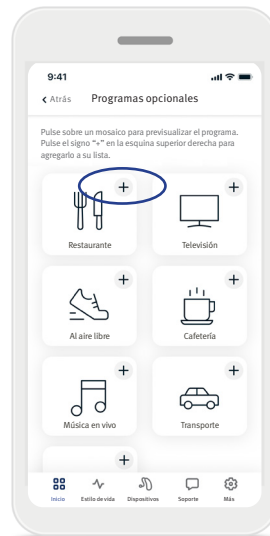 9:41
Atrás Programas opcionales
Pulse sobre un mosaico para previsualizar el programa.
Pulse el signo "+" en la esquina superior derecha para
agregarlo a su lista.
+ +
Restaurante Televisión
+ +
Al aire libre Cafetería
+ +
Música en vivo Transporte
+
Inicio Estilo de vida Dispositivos Soporte Más